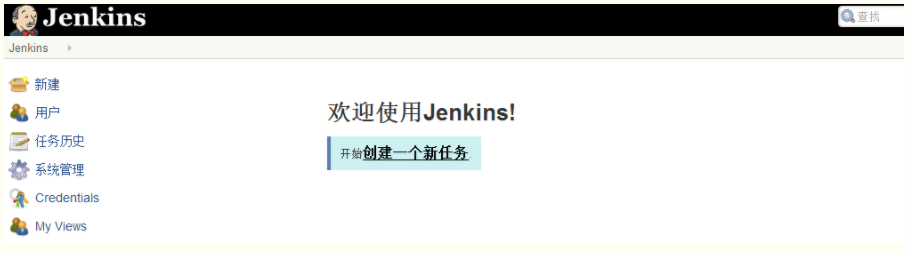 Jenkins
查找
Jenkins
新建
用户
任务历史
系统管理
Credentials
My Views
欢迎使用Jenkins!
开始创建一个新任务.